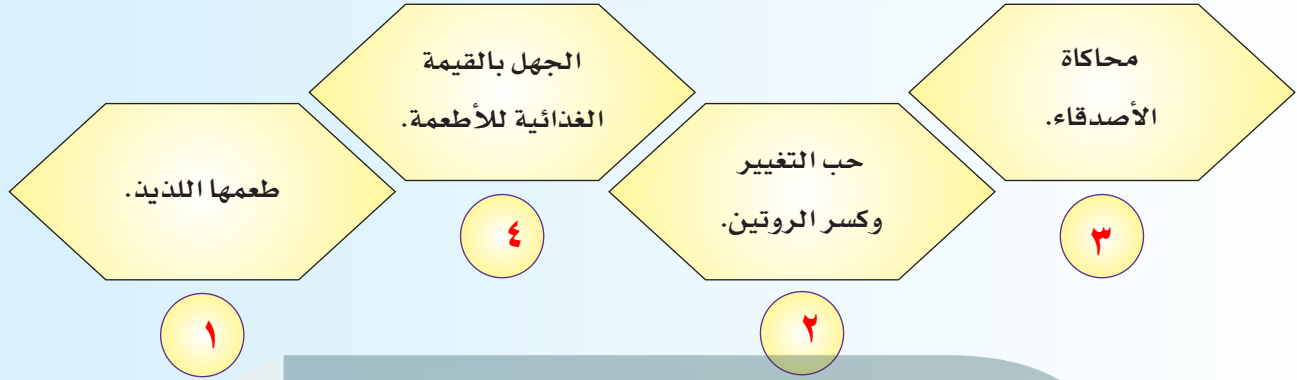 محاكاة
الأصدقاء.
٣
حب التغيير
وكسر الروتين.
٢
الجهل بالقيمة
الغذائية للأطعمة.
٤
طعمها اللذيذ.
١